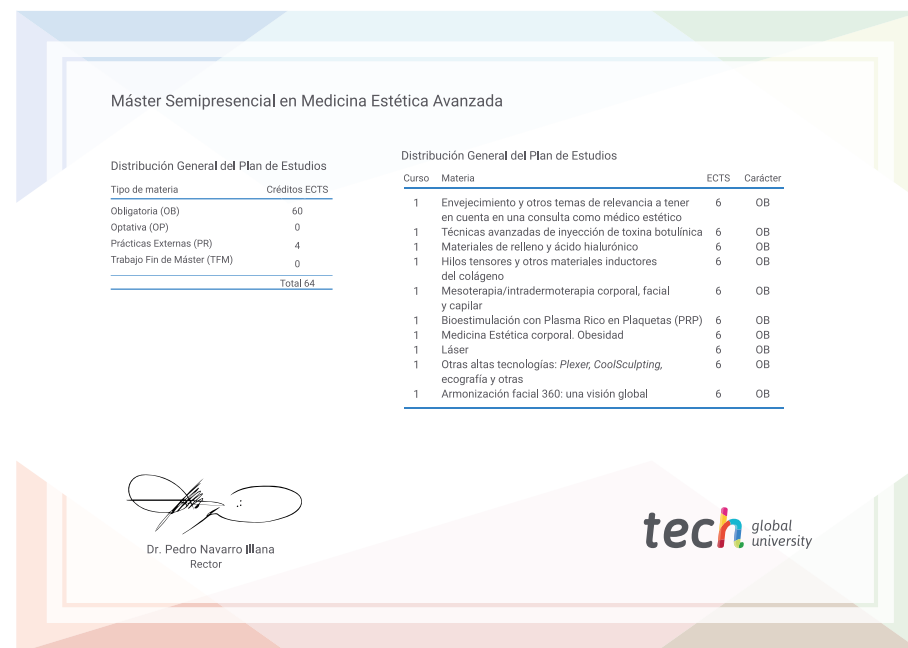 Máster Semipresencial en Medicina Estética Avanzada
Distribución General del Plan de Estudios
Tipo de materia Créditos ECTS
Obligatoria (OB) 60
Optativa (OP) 0
Prácticas Externas (PR) 4
Trabajo Fin de Máster (TFM) 0
Total 64
Distribución General del Plan de Estudios
Curso Materia ECTS Carácter
1 Envejecimiento y otros temas de relevancia a tener 6 OB
en cuenta en una consulta como médico estético
1 Técnicas avanzadas de inyección de toxina botulínica 6 OB
1 Materiales de relleno y ácido hialurónico 6 OB
1 Hilos tensores y otros materiales inductores 6 OB
del colágeno
1 Mesoterapia/intradermoterapia corporal, facial 6 OB
y capilar
1 Bioestimulación con Plasma Rico en Plaquetas (PRP) 6 OB
1 Medicina Estética corporal. Obesidad 6 OB
1 Láser 6 OB
1 Otras altas tecnologías: Plexer, CoolSculpting, 6 OB
ecografía y otras
1 Armonización facial 360: una visión global 6 OB
Dr. Pedro Navarro Illana
Rector
tech global
university